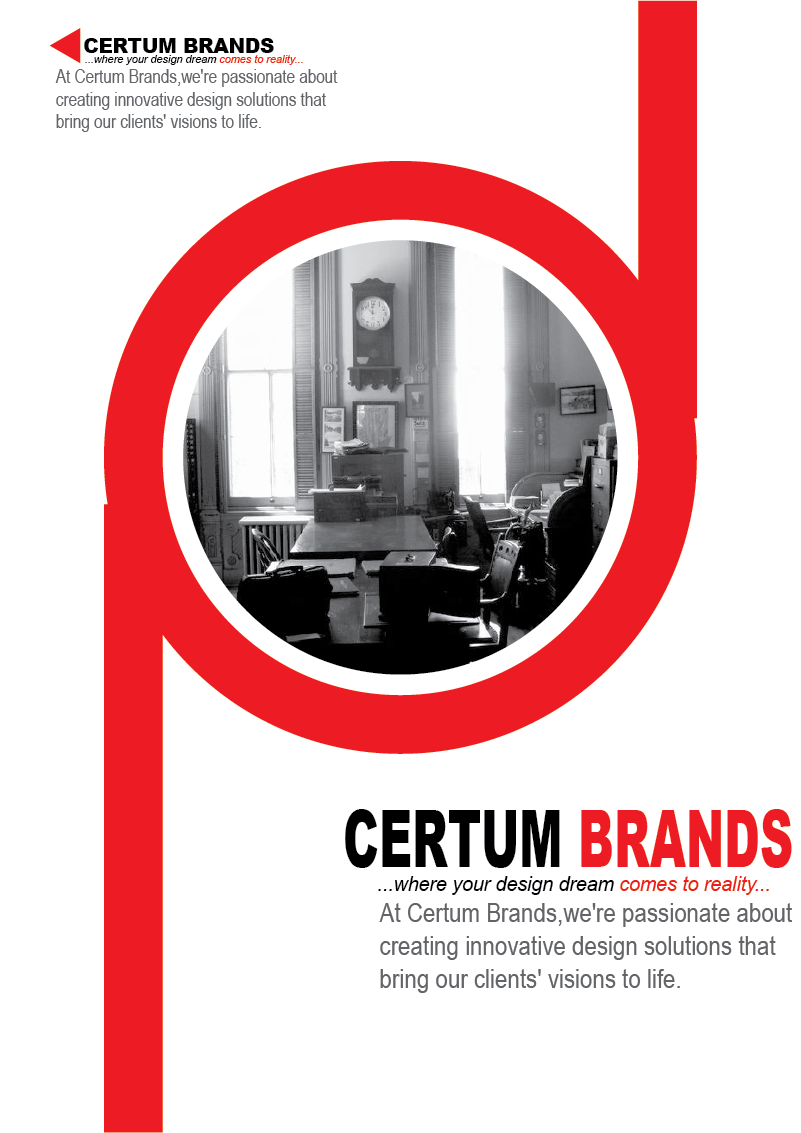 CERTUM BRANDS
...where your design dream comes to reality...
At Certum Brands,we're passionate about
creating innovative design solutions that
bring our clients' visions to life.
CERTUM BRANDS
...where your design dream comes to reality...
At Certum Brands,we're passionate about
creating innovative design solutions that
bring our clients' visions to life.